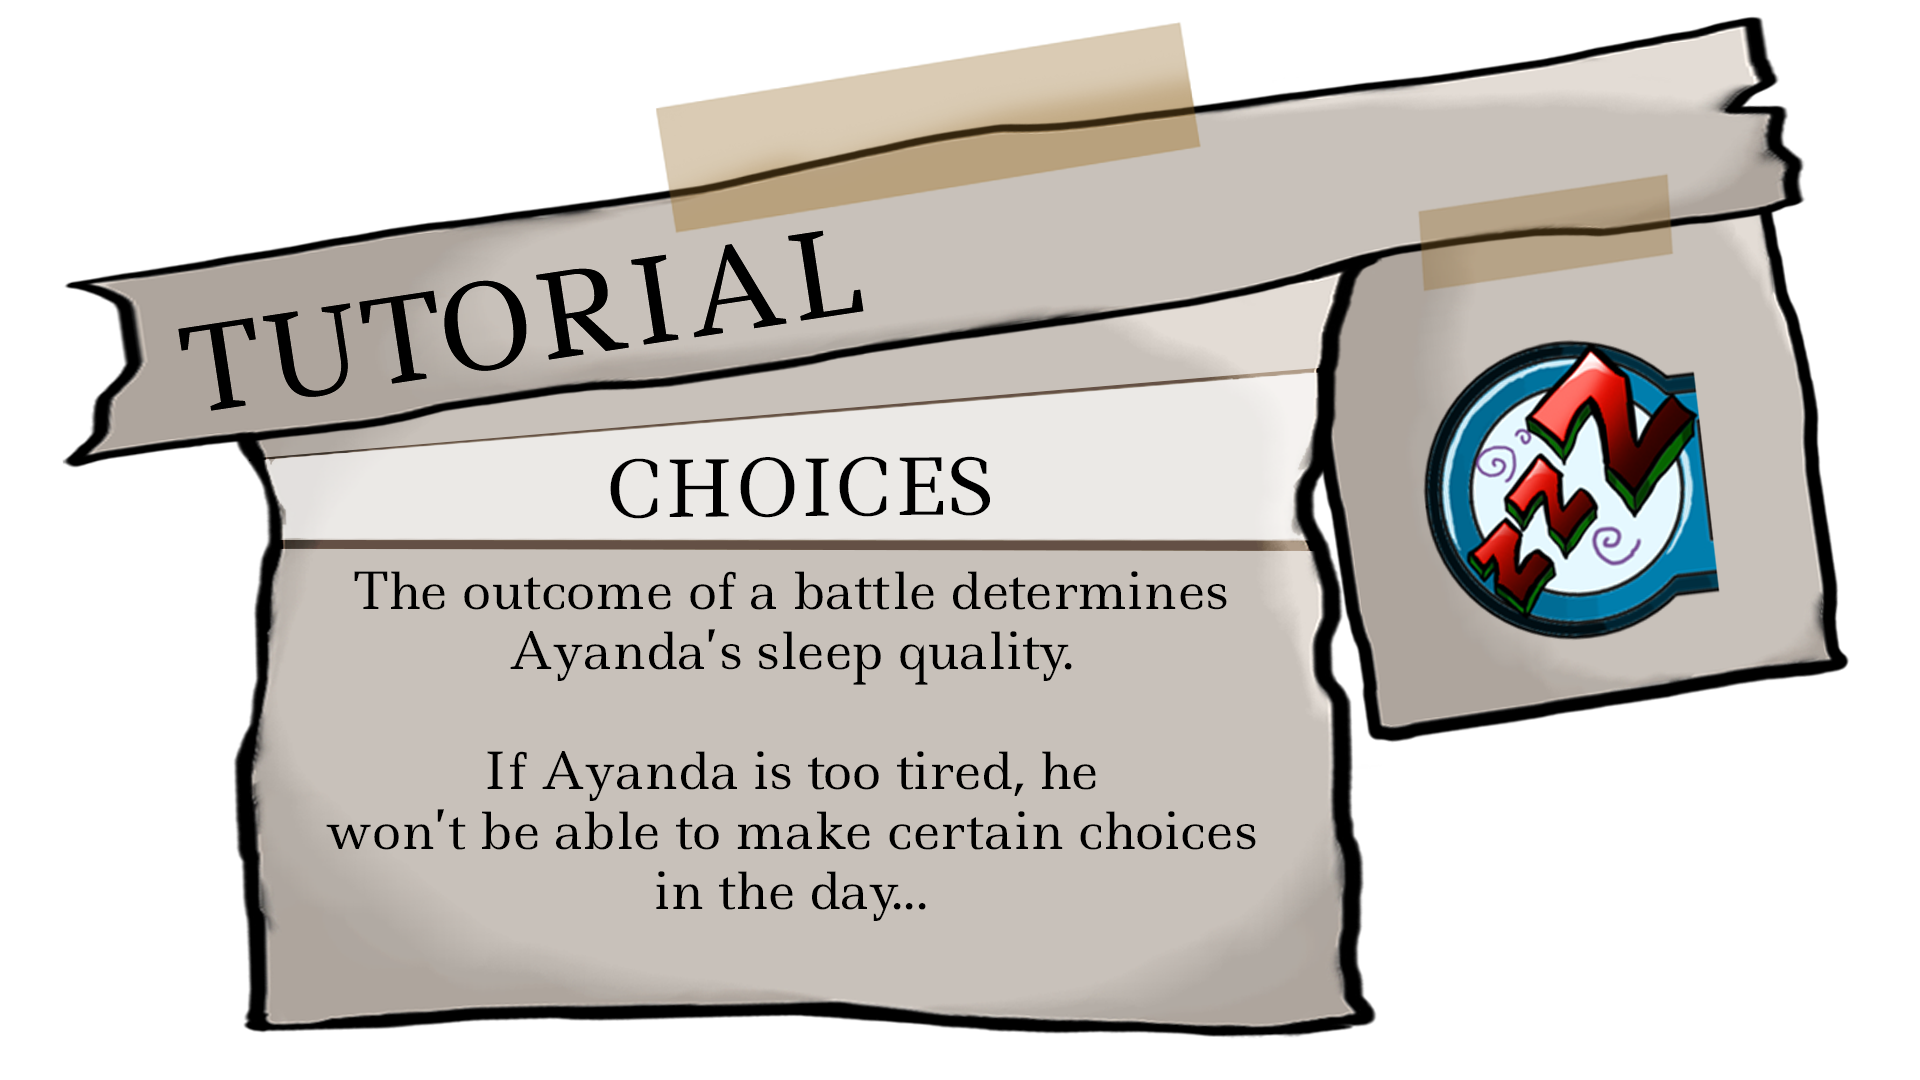 TUTORIAL
CHOICES
The outcome of a battle determines
Ayanda's sleep quality.
If Ayanda is too tired, he
won't be able to make certain choices
in the day...
zzZ